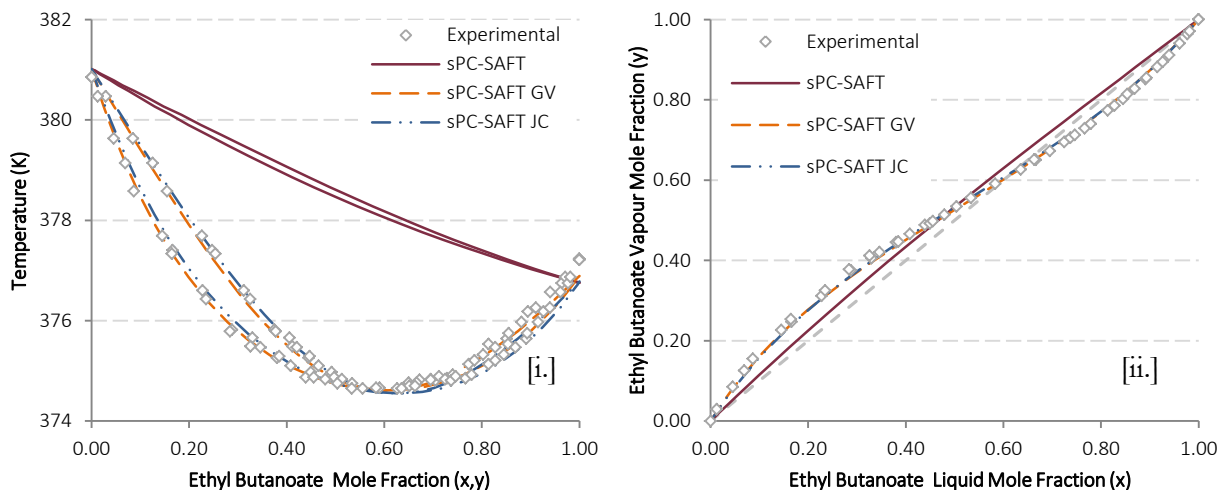 382
380
378
376
374
Temperature (K)
Experimental
sPC-SAFT
sPC-SAFT GV
sPC-SAFT JC
[i.]
0.00 0.20 0.40 0.60 0.80 1.00
Ethyl Butanoate Mole Fraction (x,y)
1.00
0.80
0.60
0.40
0.20
0.00
Ethyl Butanoate Vapour Mole Fraction (y)
Experimental
sPC-SAFT
sPC-SAFT GV
sPC-SAFT JC
[ii.]
0.00 0.20 0.40 0.60 0.80 1.00
Ethyl Butanoate Liquid Mole Fraction (x)